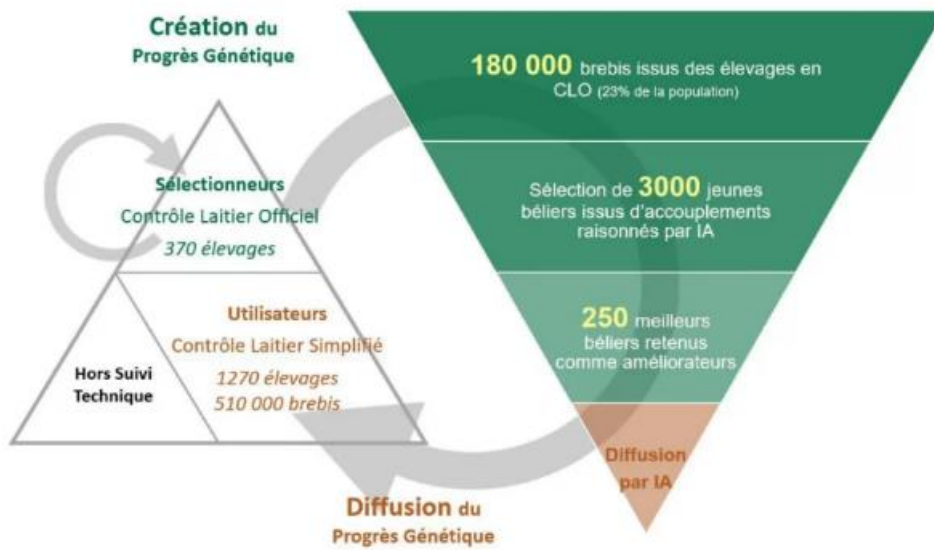 Création du
Progrès Génétique
Sélectionneurs
Contrôle Laitier Officiel
370 élevages
Utilisateurs
Contrôle Laitier Simplifié
1270 élevages
510 000 brebis
Hors Suivi
Technique
Diffusion du
Progrès Génétique
180 000 brebis issus des élevages en
CLO (23% de la population)
Sélection de 3000 jeunes
béliers issus d'accouplements
raisonnés par IA
250 meilleurs
béliers retenus
comme améliorateurs
Diffusion
par IA